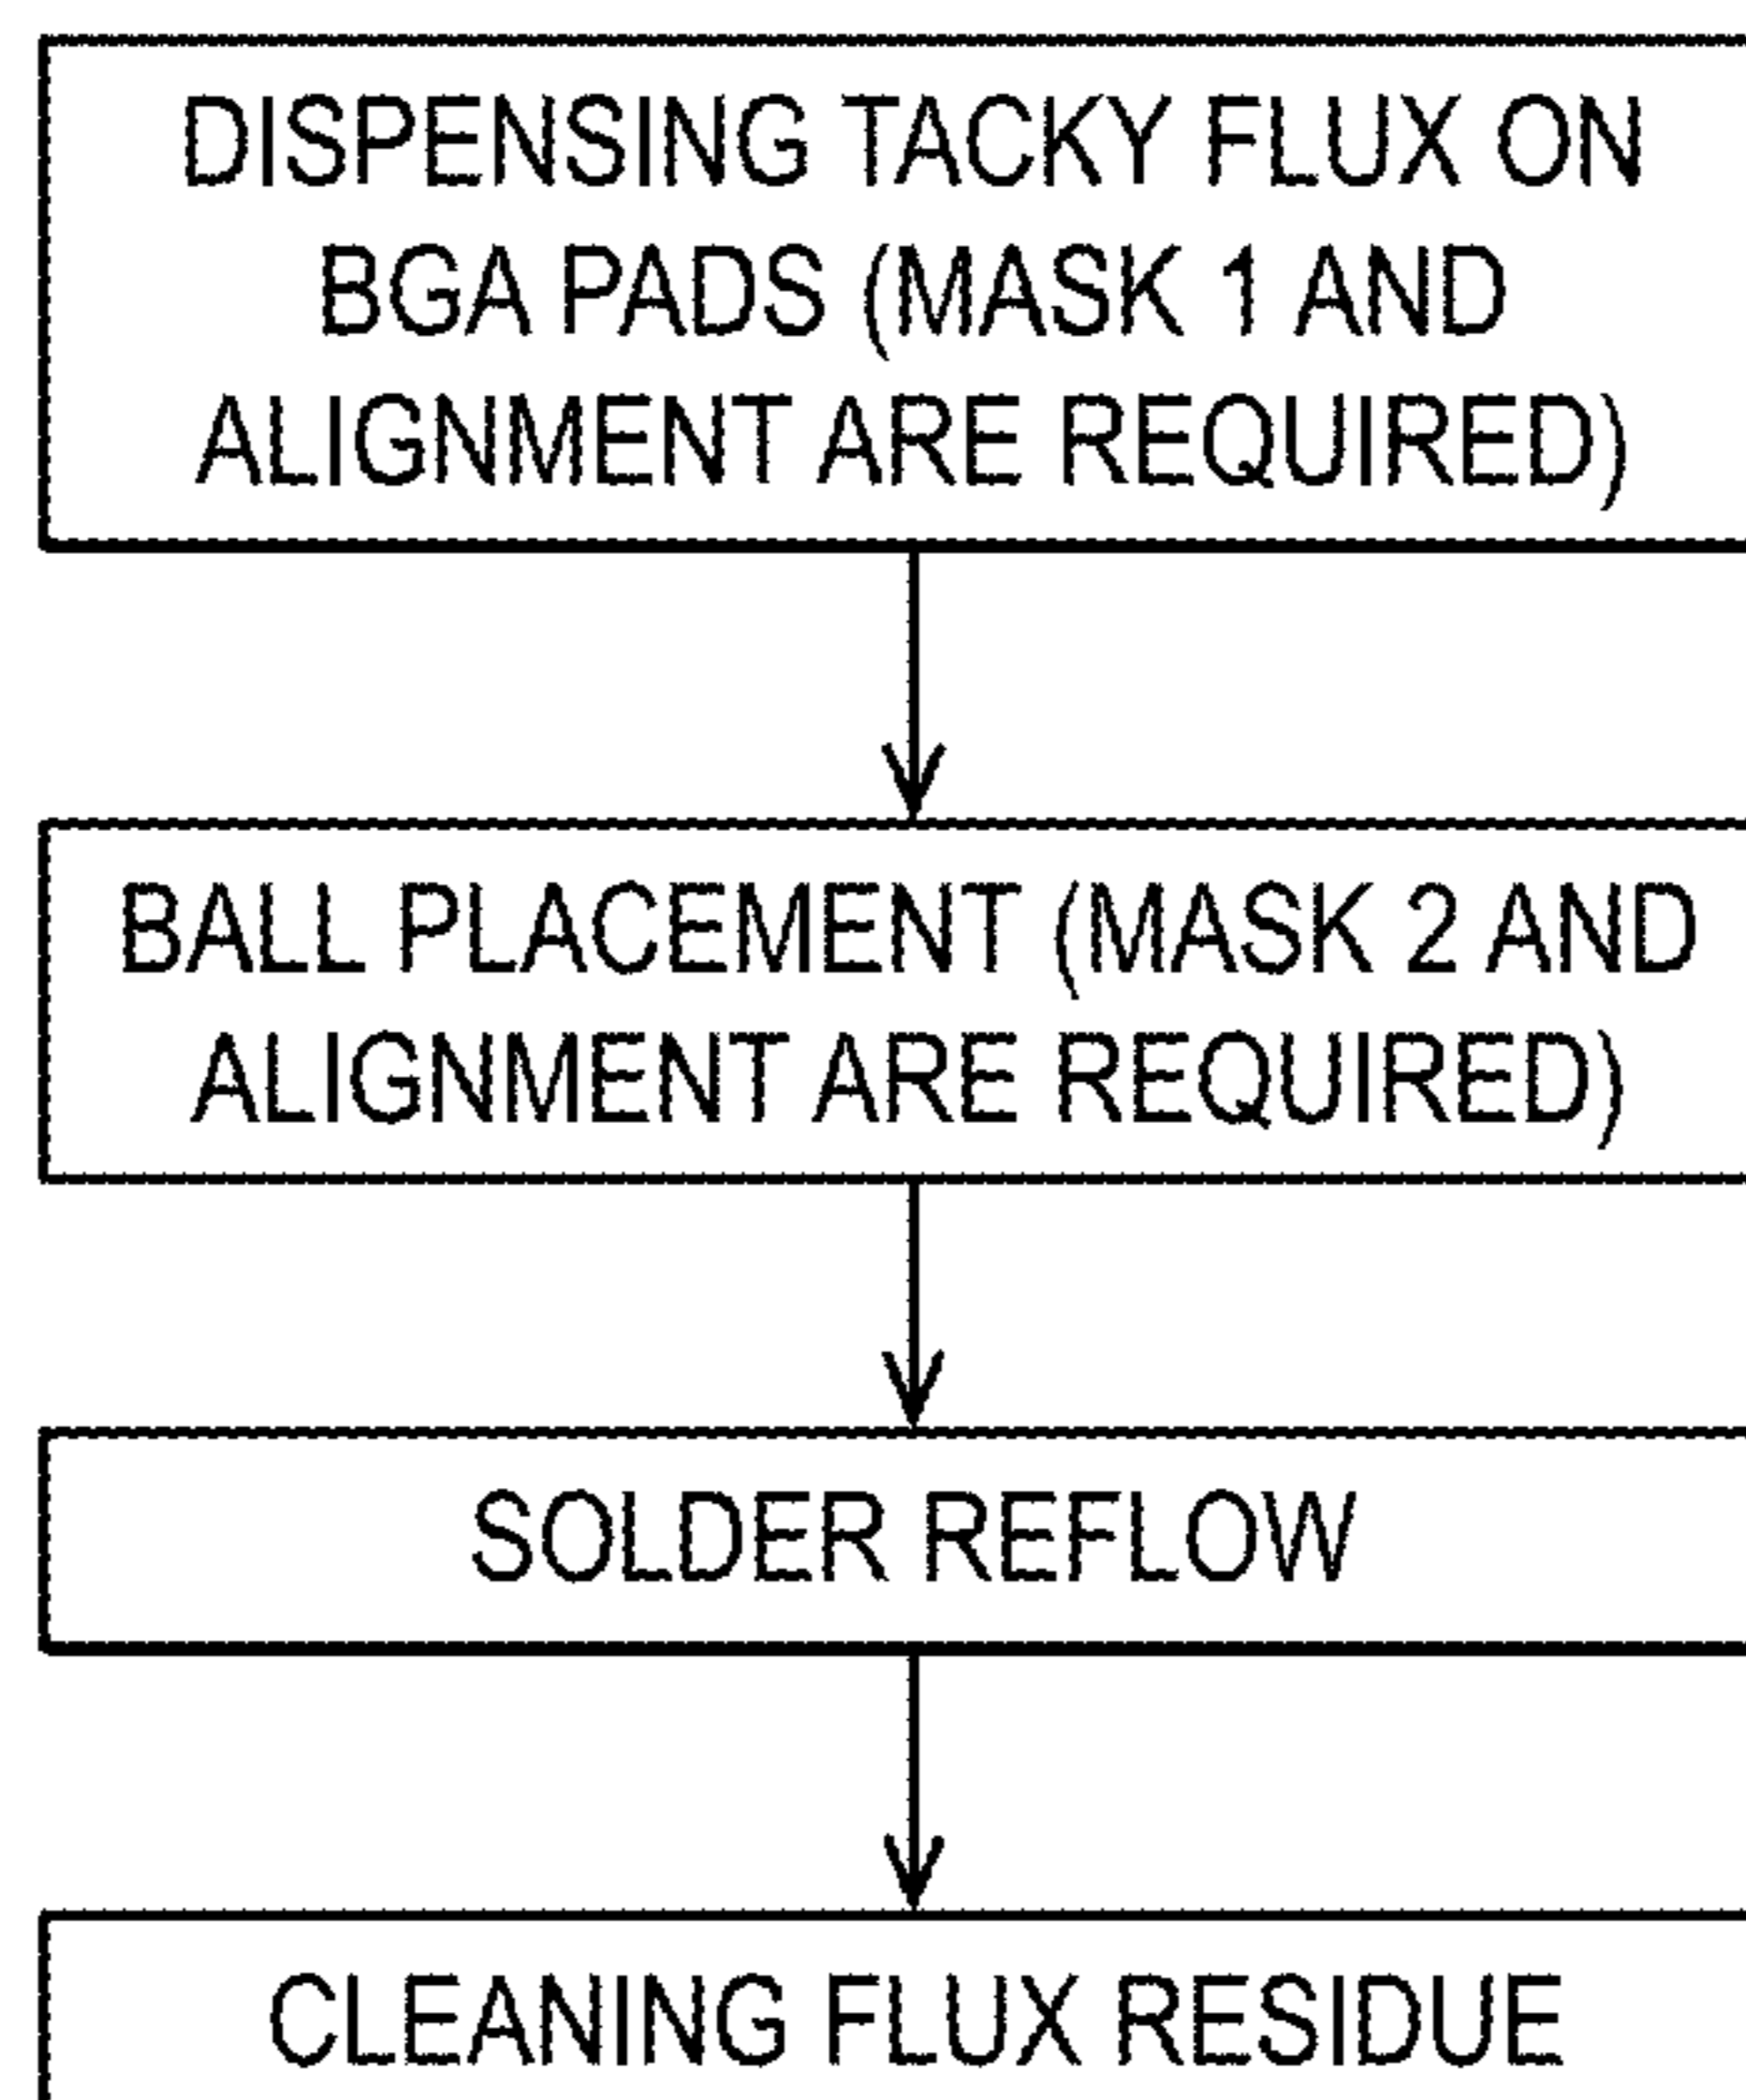 DISPENSING TACKY FLUX ON
BGA PADS (MASK 1 AND
ALIGNMENT ARE REQUIRED)
BALL PLACEMENT (MASK 2 AND
ALIGNMENT ARE REQUIRED)
SOLDER REFLOW
CLEANING FLUX RESIDUE